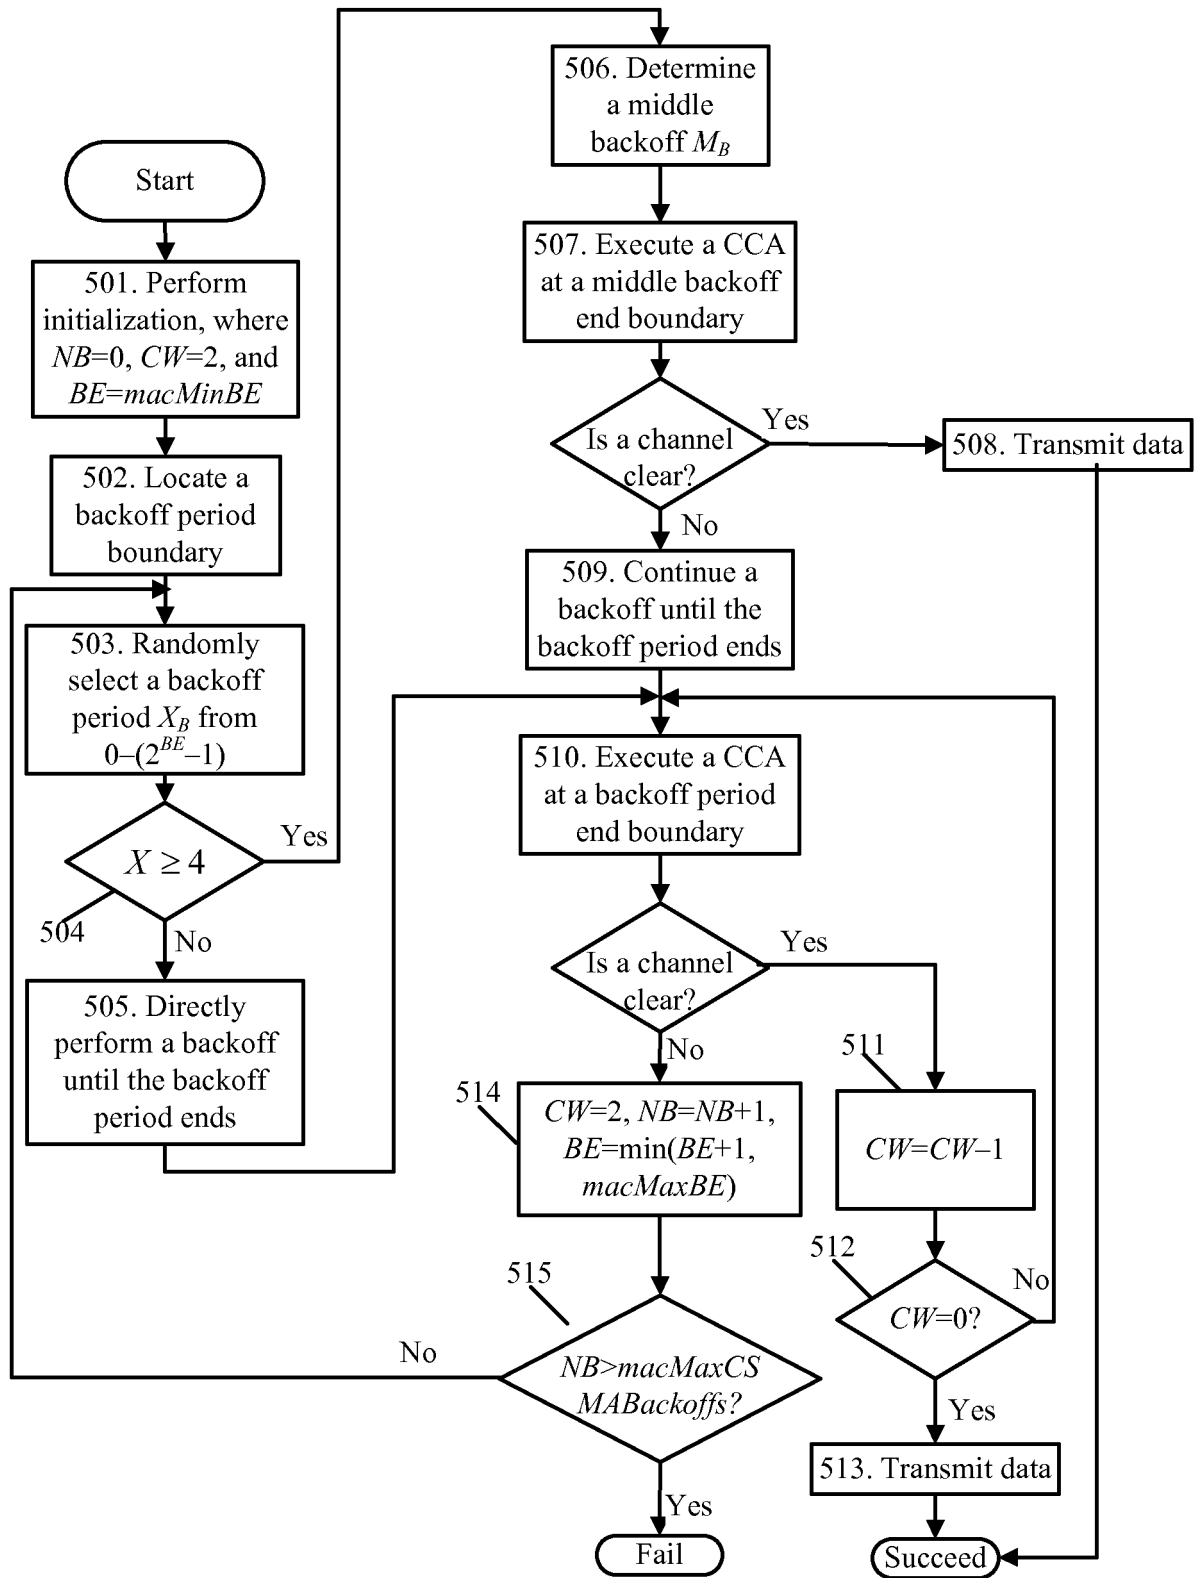 Start
501. Perform
initialization, where
NB=0, CW=2, and
BE=macMinBE
502. Locate a
backoff period
boundary
503. Randomly
select a backoff
period X_B from
0–(2^BE–1)
X ≥ 4
Yes
504
No
505. Directly
perform a backoff
until the backoff
period ends
506. Determine
a middle
backoff M_B
507. Execute a CCA
at a middle backoff
end boundary
Is a channel
clear?
Yes
508. Transmit data
No
509. Continue a
backoff until the
backoff period ends
510. Execute a CCA
at a backoff period
end boundary
Is a channel
clear?
Yes
No
511
CW=CW–1
512
CW=0?
No
Yes
513. Transmit data
Succeed
514
CW=2, NB=NB+1,
BE=min(BE+1,
macMaxBE)
515
NB>macMaxCS
MABackoffs?
No
Yes
Fail